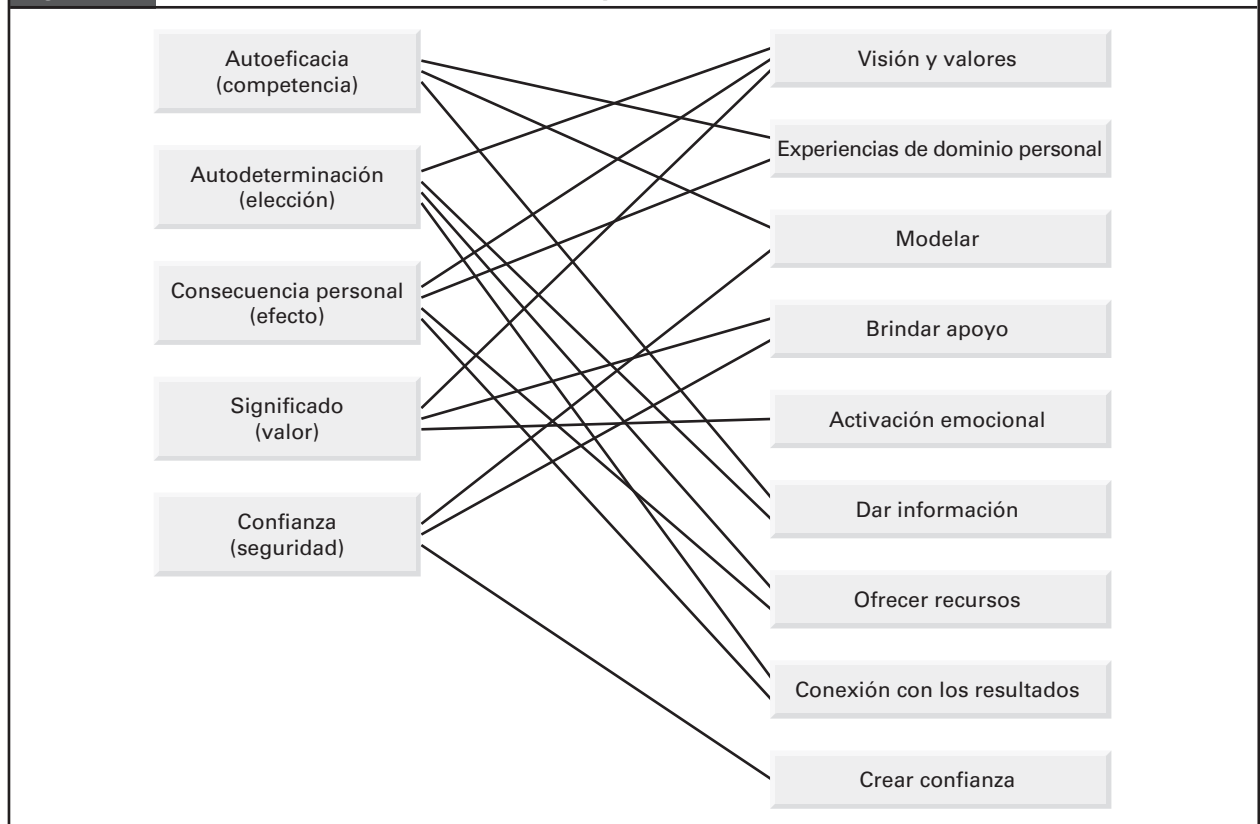 Autoeficacia
(competencia)
Autodeterminación
(elección)
Consecuencia personal
(efecto)
Significado
(valor)
Confianza
(seguridad)
Visión y valores
Experiencias de dominio personal
Modelar
Brindar apoyo
Activación emocional
Dar información
Ofrecer recursos
Conexión con los resultados
Crear confianza